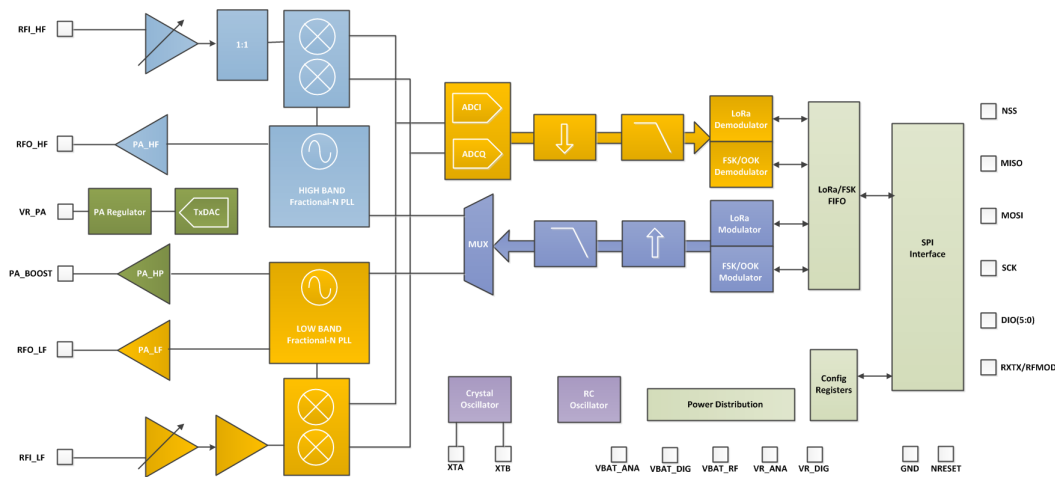 RFI_HF
1:1
RFO_HF
PA_HF
HIGH BAND
Fractional-N PLL
VR_PA
PA Regulator
TxDAC
PA_BOOST
PA_HP
RFO_LF
PA_LF
LOW BAND
Fractional-N PLL
RFI_LF
ADCI
ADCQ
MUX
LoRa
Demodulator
FSK/OOK
Demodulator
LoRa
Modulator
FSK/OOK
Modulator
LoRa/FSK
FIFO
SPI
Interface
NSS
MISO
MOSI
SCK
DIO(5:0)
RXTX/RFMOD
Crystal
Oscillator
RC
Oscillator
Power Distribution
Config
Registers
XTA
XTB
VBAT_ANA
VBAT_DIG
VBAT_RF
VR_ANA
VR_DIG
GND
NRESET